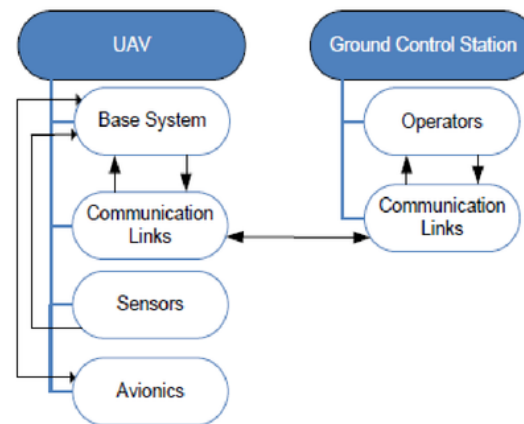 UAV
Base System
Communication
Links
Sensors
Avionics
Ground Control Station
Operators
Communication
Links